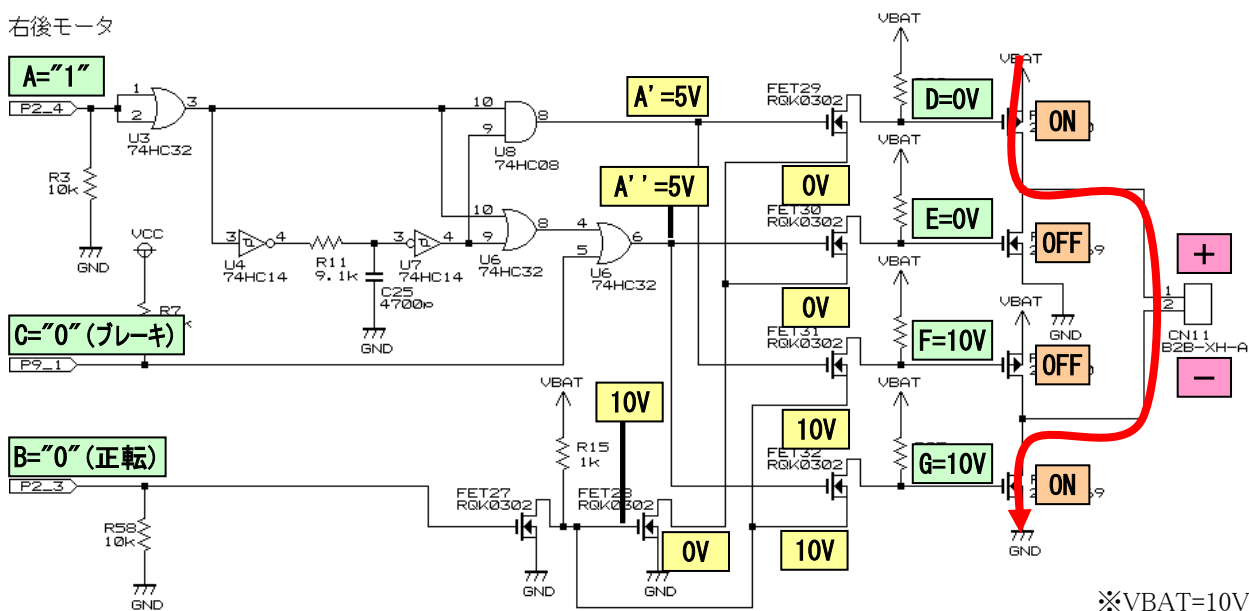 右後モータ
A="1"
P2_4
1
2
3
U3
74HC32
R3
10k
GND
VCC
R7
C="0"(ブレーキ)
P9_1
B="0"(正転)
P2_3
R58
10k
GND
3
4
U4
74HC14
R11
9.1k
C25
4700p
GND
3
4
U7
74HC14
10
9
8
U8
74HC08
10
9
8
U6
74HC32
4
5
6
U6
74HC32
A'=5V
A''=5V
VBAT
R15
1k
10V
FET27
RQK0302
GND
FET28
RQK0302
0V
GND
FET29
RQK0302
0V
FET30
RQK0302
0V
FET31
RQK0302
10V
FET32
RQK0302
10V
VBAT
D=0V
VBAT
E=0V
VBAT
F=10V
VBAT
G=10V
VBAT
ON
OFF
GND
VBAT
OFF
ON
GND
+
1
2
CN11
B2B-XH-A
−
※VBAT=10V